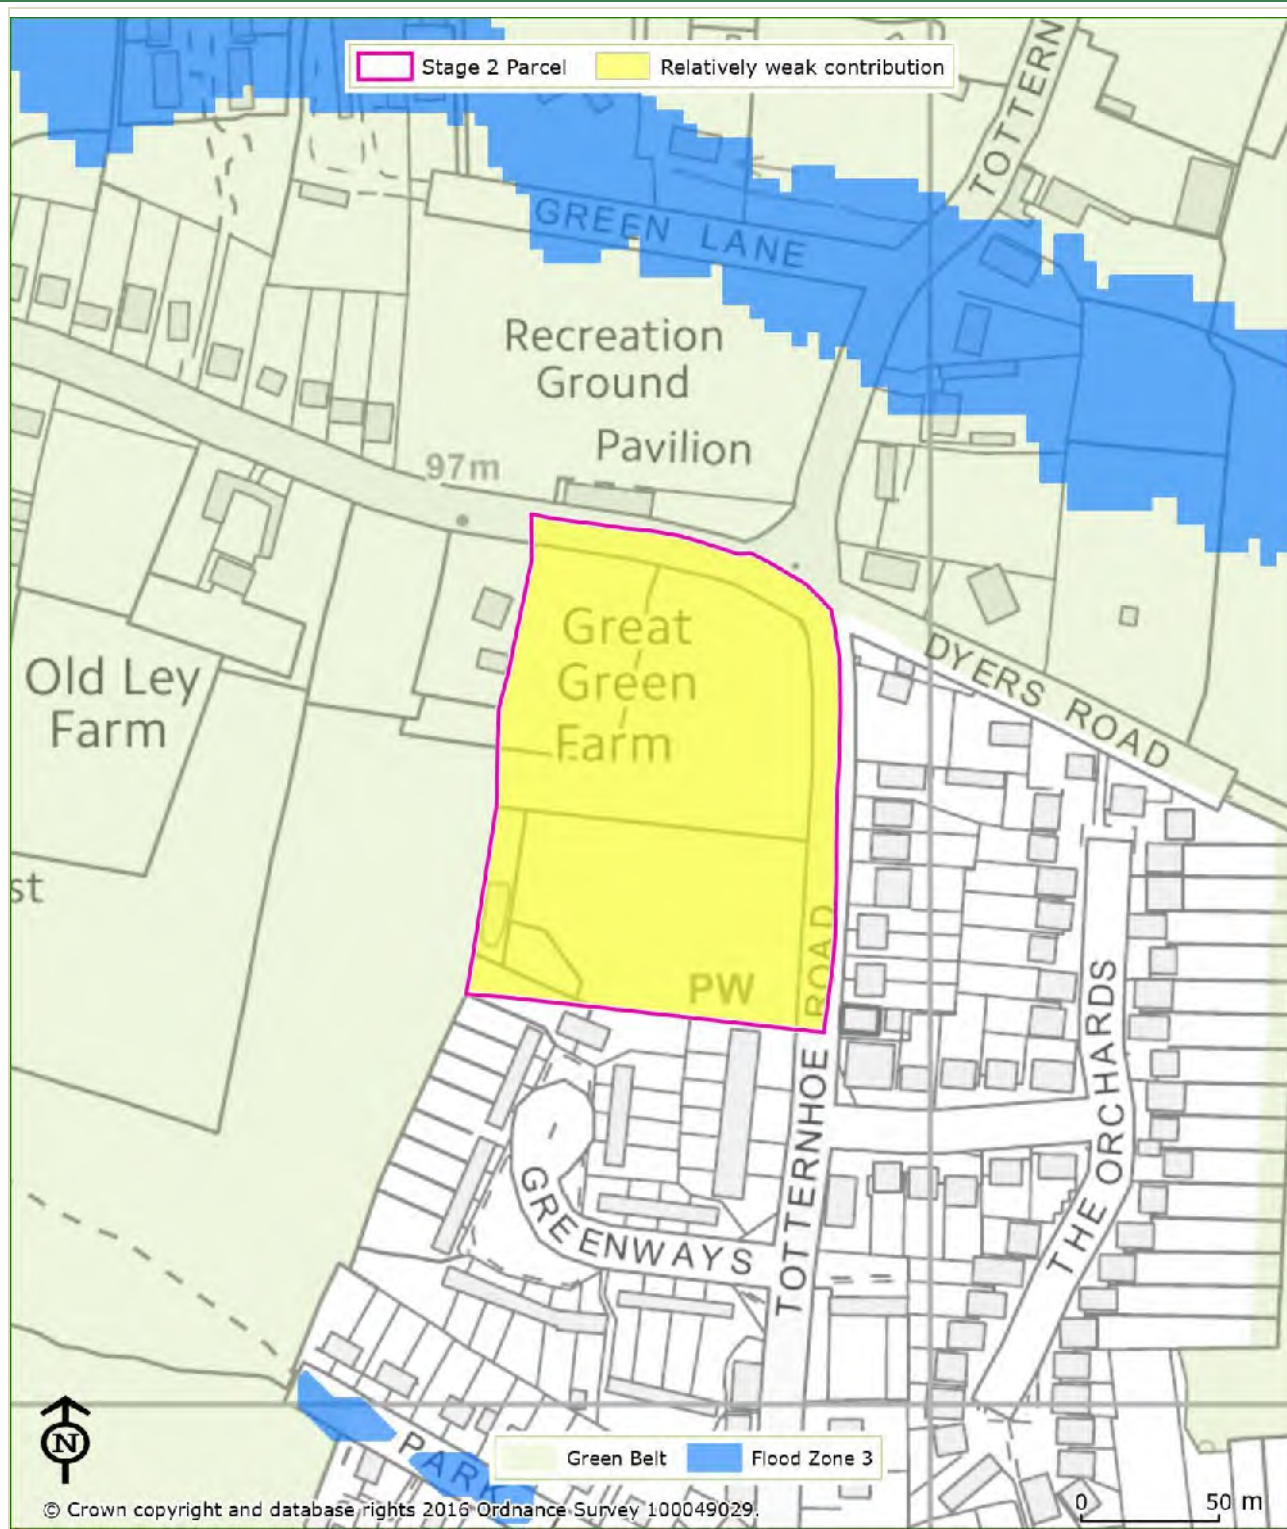 Stage 2 Parcel
Relatively weak contribution
TOTTERN
GREEN LANE
Recreation
Ground
Pavilion
97m
Great
Green
Farm
Old Ley
Farm
DYERS ROAD
st
PW
TOTTERNHOE ROAD
THE ORCHARDS
GREENWAYS
PARK
Green Belt
Flood Zone 3
N
© Crown copyright and database rights 2016 Ordnance Survey 100049029.
0 50 m